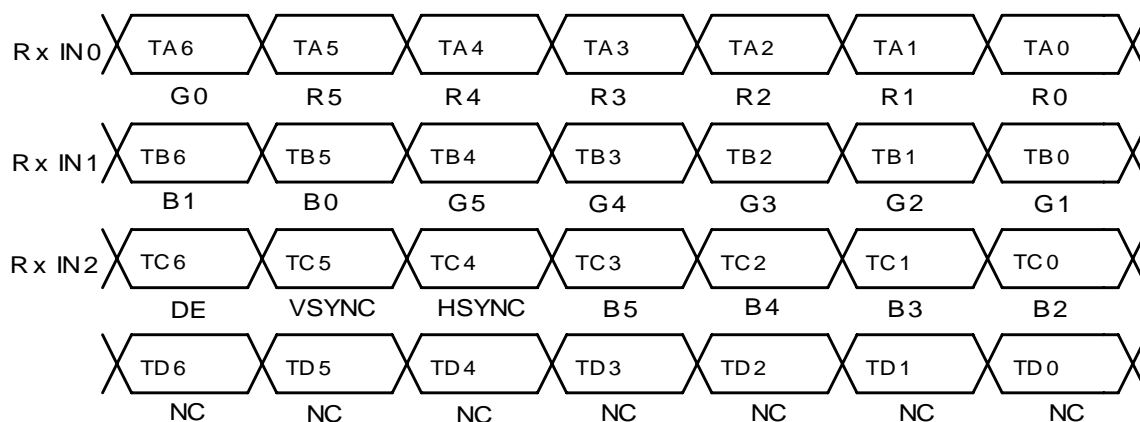 Rx IN0 TA6 TA5 TA4 TA3 TA2 TA1 TA0
G0 R5 R4 R3 R2 R1 R0
Rx IN1 TB6 TB5 TB4 TB3 TB2 TB1 TB0
B1 B0 G5 G4 G3 G2 G1
Rx IN2 TC6 TC5 TC4 TC3 TC2 TC1 TC0
DE VSYNC HSYNC B5 B4 B3 B2
TD6 TD5 TD4 TD3 TD2 TD1 TD0
NC NC NC NC NC NC NC